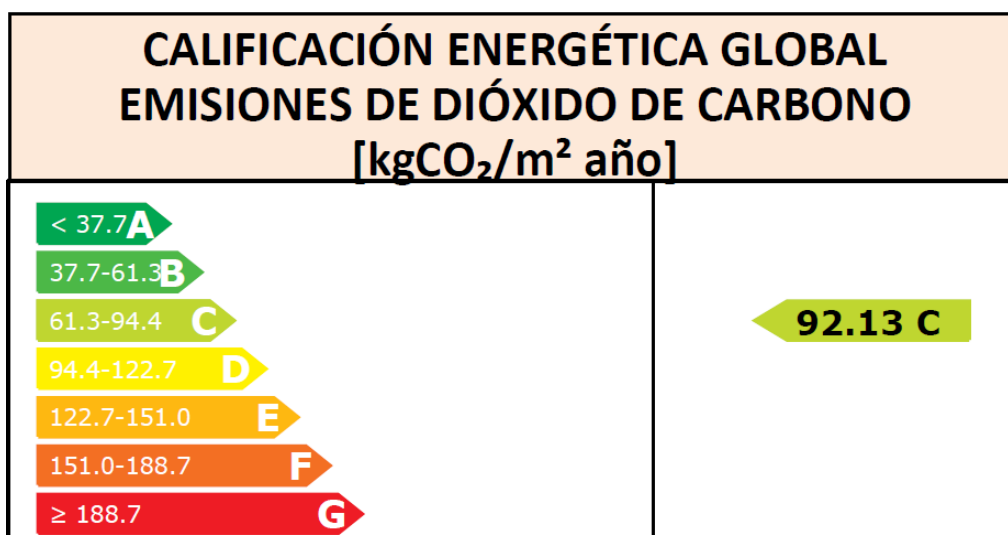 CALIFICACIÓN ENERGÉTICA GLOBAL
EMISIONES DE DIÓXIDO DE CARBONO
[kgCO₂/m² año]
< 37.7 A
37.7-61.3 B
61.3-94.4 C
92.13 C
94.4-122.7 D
122.7-151.0 E
151.0-188.7 F
≥ 188.7 G